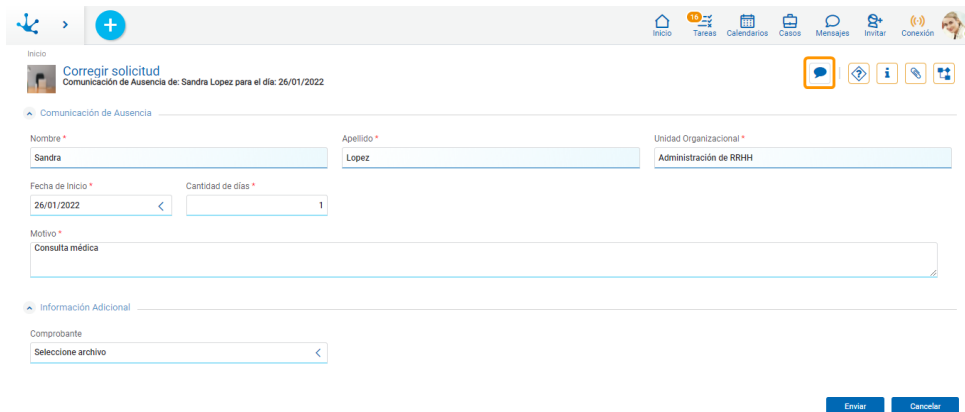 16
Inicio
Tareas
Calendarios
Casos
Mensajes
Invitar
Conexión
Inicio
Corregir solicitud
Comunicación de Ausencia de: Sandra Lopez para el día: 26/01/2022
Comunicación de Ausencia
Nombre * Apellido * Unidad Organizacional *
Sandra Lopez Administración de RRHH
Fecha de Inicio * Cantidad de días *
26/01/2022 1
Motivo *
Consulta médica
Información Adicional
Comprobante
Seleccione archivo
Enviar Cancelar